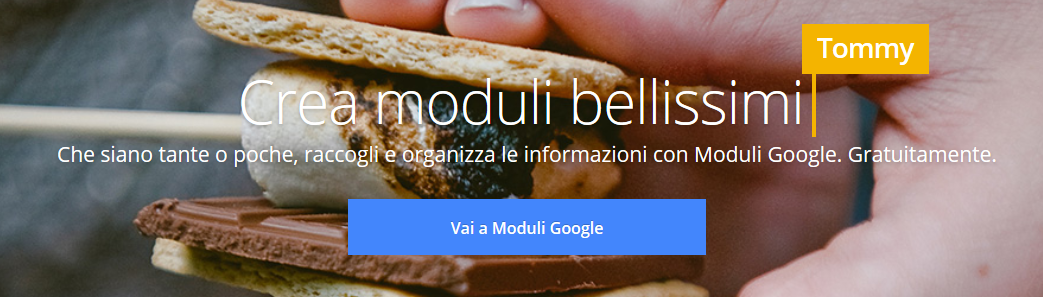 Tommy
Crea moduli bellissimi
Che siano tante o poche, raccogli e organizza le informazioni con Moduli Google. Gratuitamente.
Vai a Moduli Google